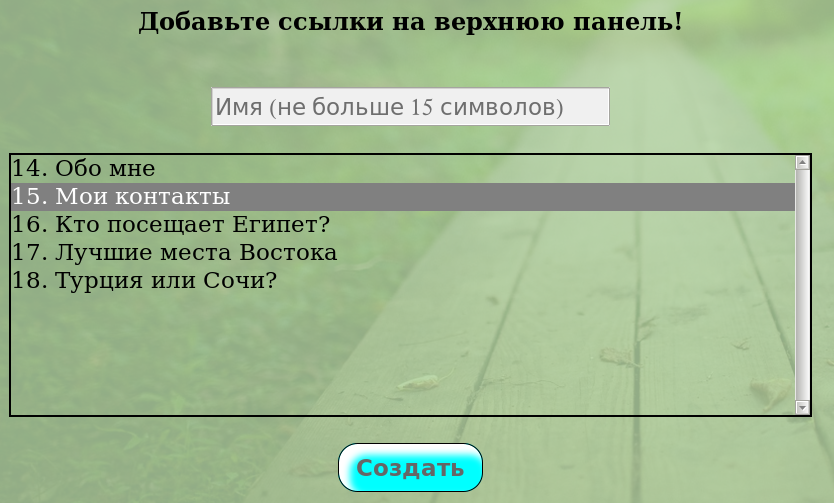 Добавьте ссылки на верхнюю панель!
Имя (не больше 15 символов)
14. Обо мне
15. Мои контакты
16. Кто посещает Египет?
17. Лучшие места Востока
18. Турция или Сочи?
Создать